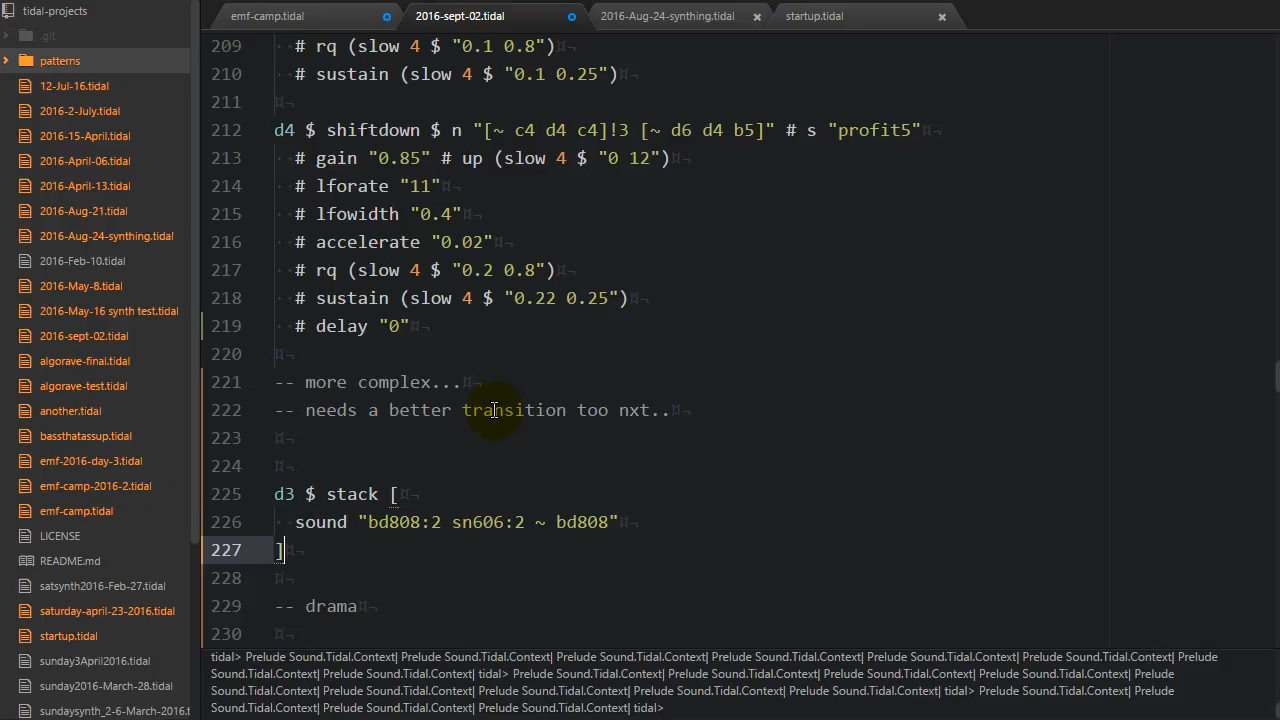 tidal-projects
.git
patterns
12-Jul-16.tidal
2016-2-July.tidal
2016-15-April.tidal
2016-April-06.tidal
2016-April-13.tidal
2016-Aug-21.tidal
2016-Aug-24-synthing.tidal
2016-Feb-10.tidal
2016-May-8.tidal
2016-May-16 synth test.tidal
2016-sept-02.tidal
algorave-final.tidal
algorave-test.tidal
another.tidal
bassthatassup.tidal
emf-2016-day-3.tidal
emf-camp-2016-2.tidal
emf-camp.tidal
LICENSE
README.md
satsynth2016-Feb-27.tidal
saturday-april-23-2016.tidal
startup.tidal
sunday3April2016.tidal
sunday2016-March-28.tidal
sundaysynth_2-6-March-2016.t
emf-camp.tidal 2016-sept-02.tidal 2016-Aug-24-synthing.tidal startup.tidal
209 # rq (slow 4 $ "0.1 0.8")
210 # sustain (slow 4 $ "0.1 0.25")
211
212 d4 $ shiftdown $ n "[~ c4 d4 c4]!3 [~ d6 d4 b5]" # s "profit5"
213 # gain "0.85" # up (slow 4 $ "0 12")
214 # lforate "11"
215 # lfowidth "0.4"
216 # accelerate "0.02"
217 # rq (slow 4 $ "0.2 0.8")
218 # sustain (slow 4 $ "0.22 0.25")
219 # delay "0"
220
221 -- more complex...
222 -- needs a better transition too nxt..
223
224
225 d3 $ stack [
226 sound "bd808:2 sn606:2 ~ bd808"
227 ]
228
229 -- drama
230
tidal> Prelude Sound.Tidal.Context| Prelude Sound.Tidal.Context| Prelude Sound.Tidal.Context| Prelude Sound.Tidal.Context| Prelude Sound.Tidal.Context| Prelude
Sound.Tidal.Context| Prelude Sound.Tidal.Context| tidal> Prelude Sound.Tidal.Context| Prelude Sound.Tidal.Context| Prelude Sound.Tidal.Context| Prelude
Sound.Tidal.Context| Prelude Sound.Tidal.Context| Prelude Sound.Tidal.Context| Prelude Sound.Tidal.Context| tidal> Prelude Sound.Tidal.Context| Prelude
Sound.Tidal.Context| Prelude Sound.Tidal.Context| Prelude Sound.Tidal.Context| tidal>